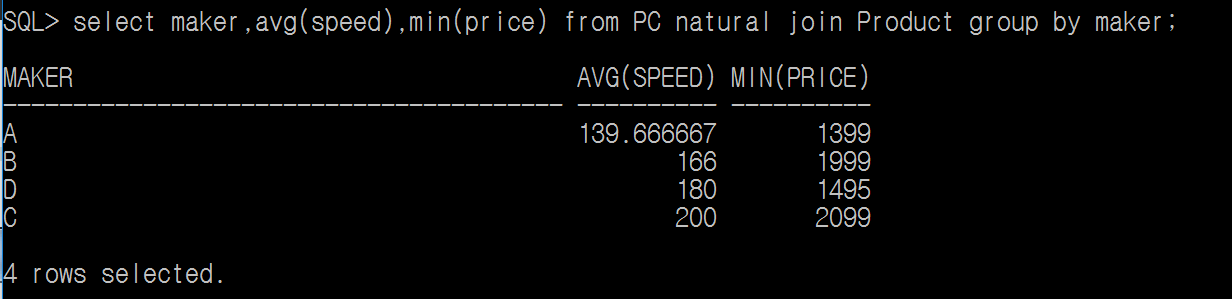 SQL> select maker,avg(speed),min(price) from PC natural join Product group by maker;
MAKER AVG(SPEED) MIN(PRICE)
---------------------------------------- ---------- ----------
A 139.666667 1399
B 166 1999
D 180 1495
C 200 2099
4 rows selected.